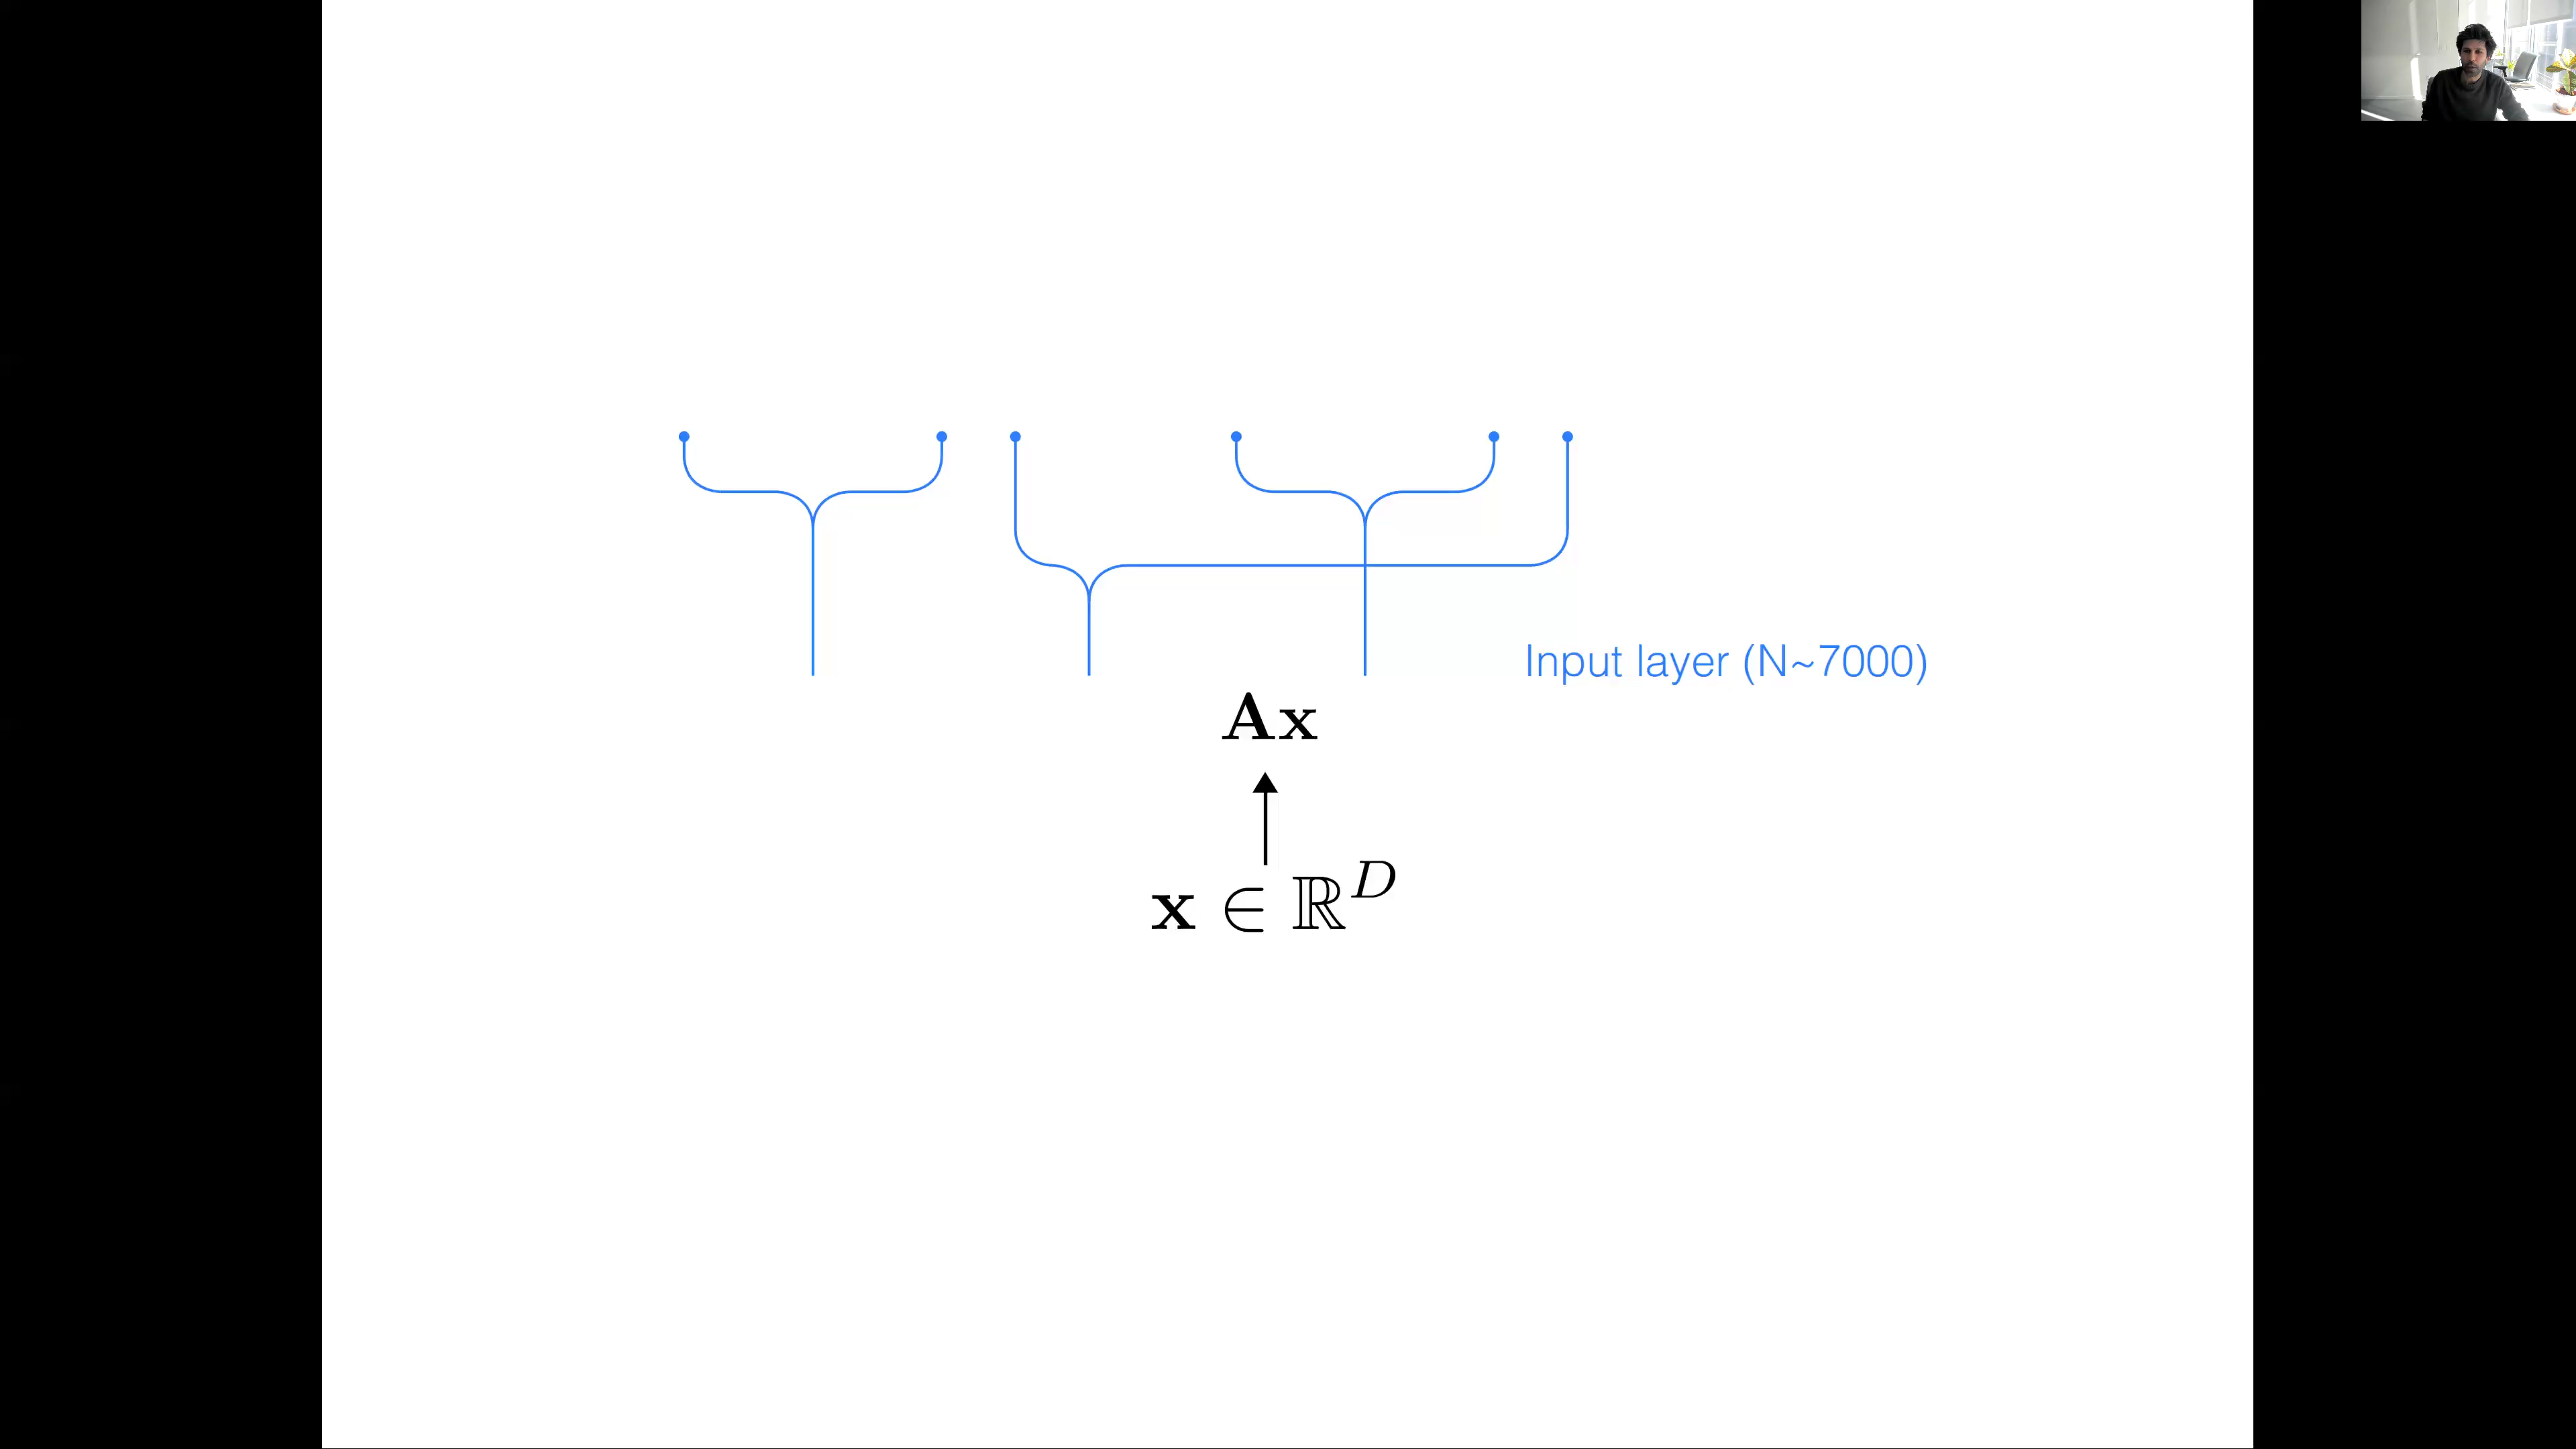 Input layer (N~7000)
Ax
x ∈ ℝ^D